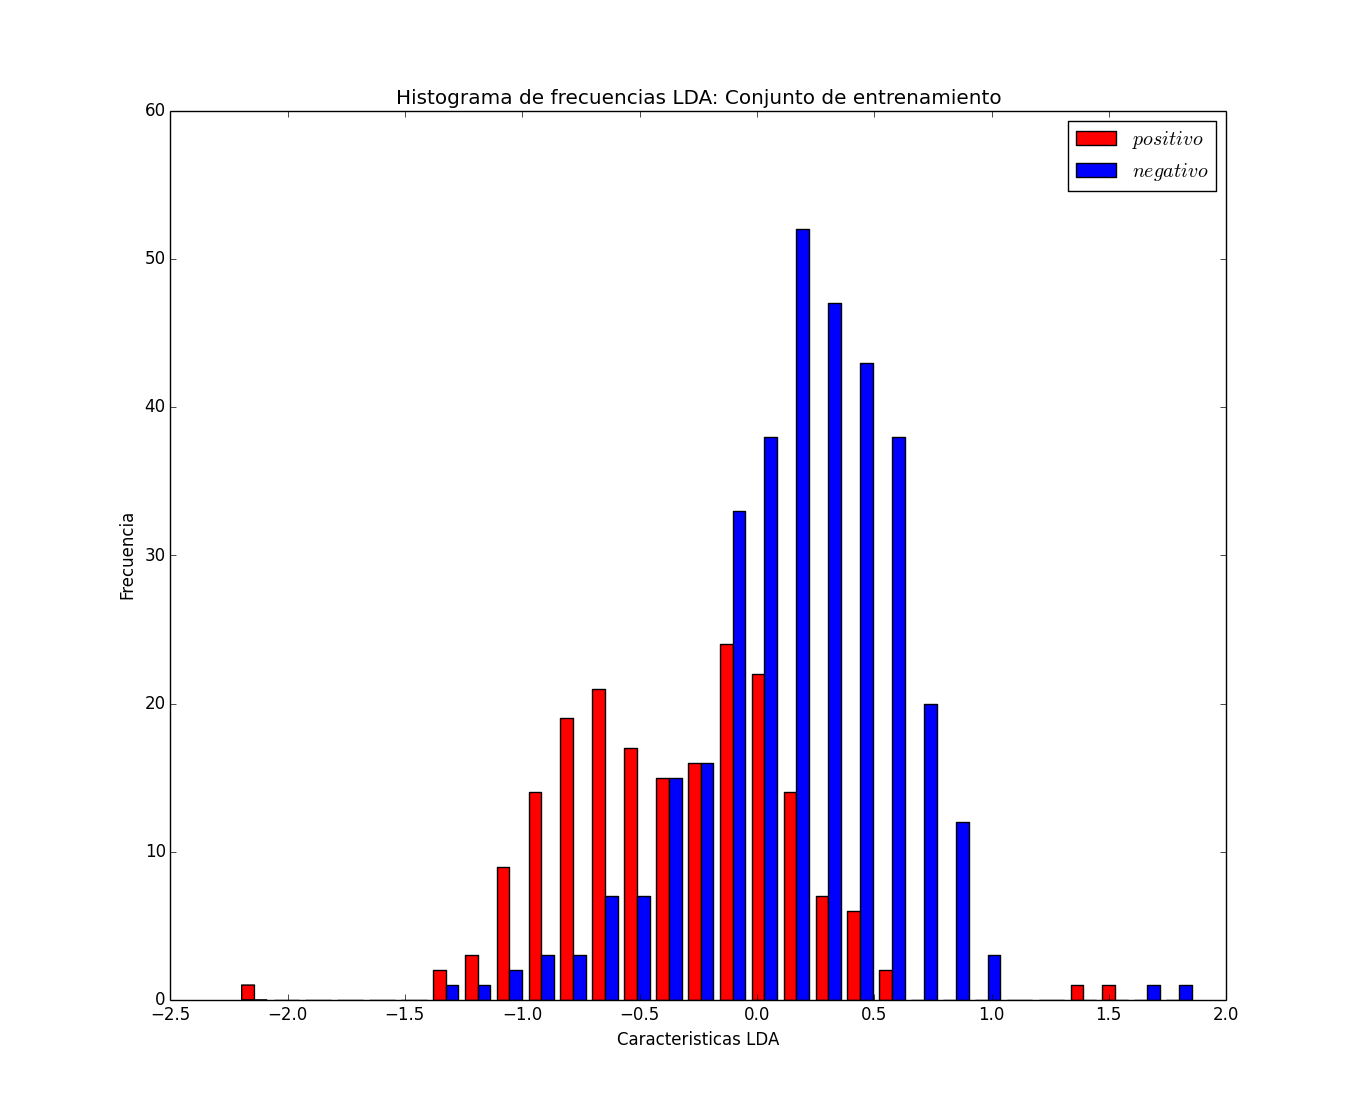 Histograma de frecuencias LDA: Conjunto de entrenamiento
60
50
40
30
20
10
0
positivo
negativo
Frecuencia
−2.5 −2.0 −1.5 −1.0 −0.5 0.0 0.5 1.0 1.5 2.0
Caracteristicas LDA